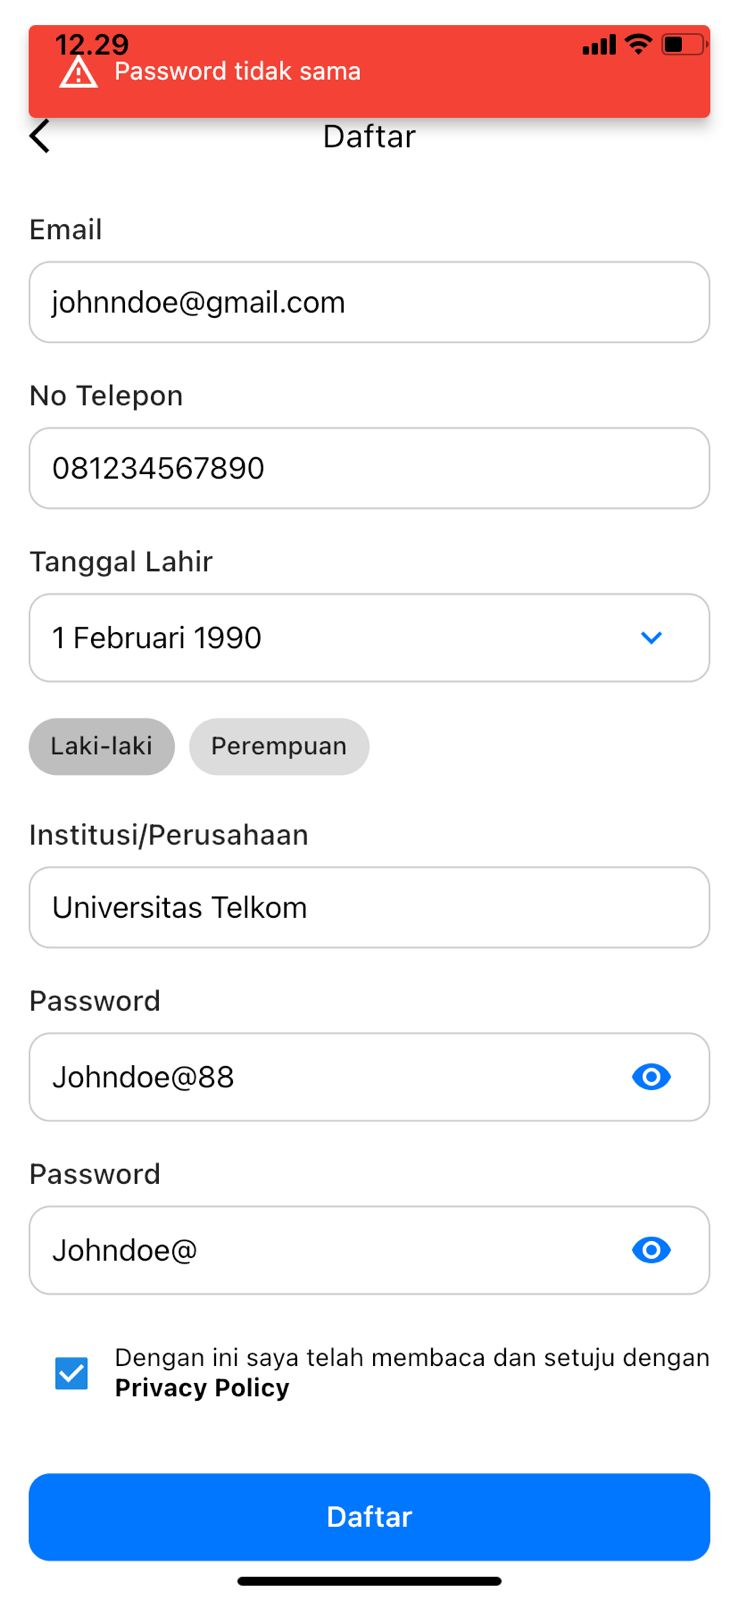 12.29
Password tidak sama
Daftar
Email
johnndoe@gmail.com
No Telepon
081234567890
Tanggal Lahir
1 Februari 1990
Laki-laki Perempuan
Institusi/Perusahaan
Universitas Telkom
Password
Johndoe@88
Password
Johndoe@
Dengan ini saya telah membaca dan setuju dengan
Privacy Policy
Daftar